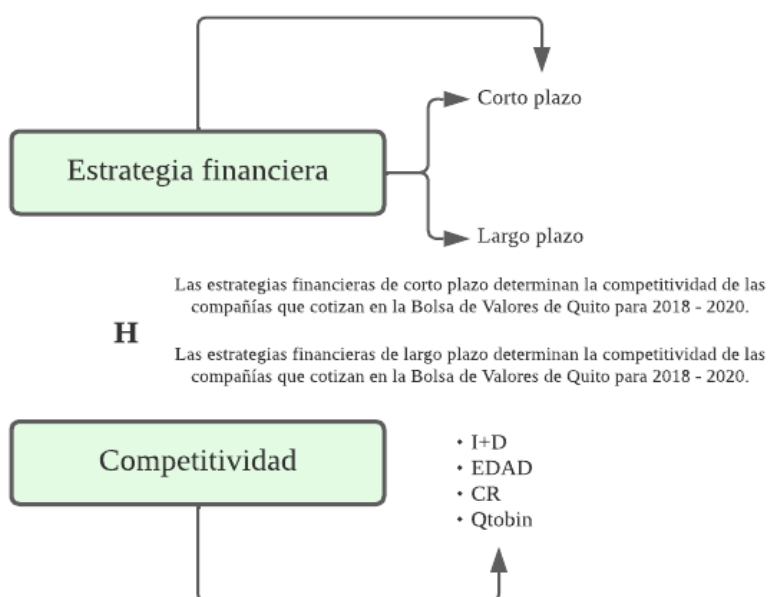 Corto plazo
Estrategia financiera
Largo plazo
Las estrategias financieras de corto plazo determinan la competitividad de las
compañías que cotizan en la Bolsa de Valores de Quito para 2018 - 2020.
H
Las estrategias financieras de largo plazo determinan la competitividad de las
compañías que cotizan en la Bolsa de Valores de Quito para 2018 - 2020.
Competitividad
• I+D
• EDAD
• CR
• Qtobin